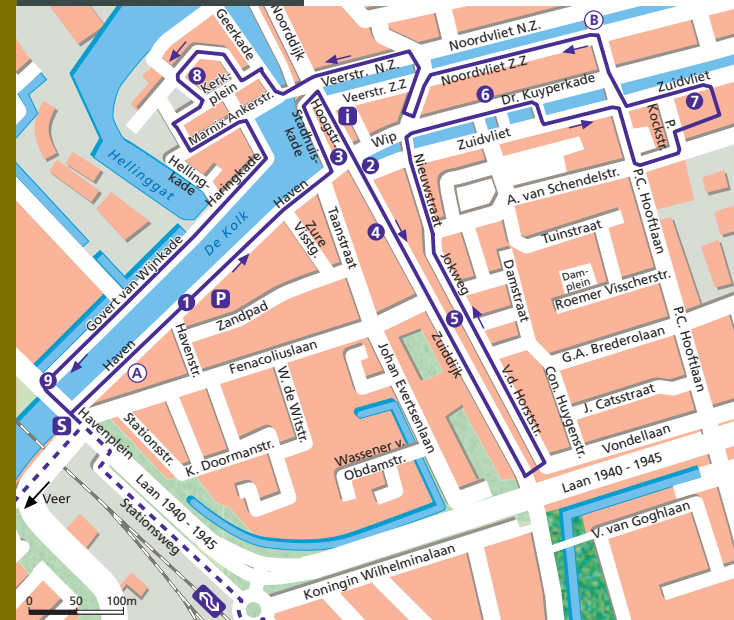 Geerkade
Noorddijk
Noordvliet N.Z.
B
8
Kerk-
plein
Veerstr. N.Z.
Noordvliet Z.Z
Veerstr. Z.Z
6
Dr. Kuyperkade
Zuidvliet
7
Marnix Ankerstr.
Hoogstr.
i
Stadhuis-
kade
Wip
Zuidvliet
P.
Kockstr.
Hellinggat
Helling-
kade
Haringkade
3
2
Nieuwstraat
Haven
De Kolk
A. van Schendelstr.
P.C. Hooftlaan
Zure
Visstg.
Taanstraat
4
Tuinstraat
Govert van Wijnkade
Jokweg
Damstraat
Dam-
plein
Roemer Visscherstr.
1
P
Zandpad
5
P.C. Hooftlaan
Haven
Havenstr.
Fenacoliuslaan
Zuiddijk
G.A. Brederolaan
9
A
Johan Evertsenlaan
V.d. Horststr.
Con. Huygenstr.
J. Catsstraat
W. de Witstr.
S
Havenplein
Stationsstr.
K. Doormanstr.
Wassener v.
Obdamstr.
Vondellaan
Laan 1940 - 1945
Laan 1940 - 1945
Veer
Stationsweg
V. van Goghlaan
Koningin Wilhelminalaan
0 50 100m